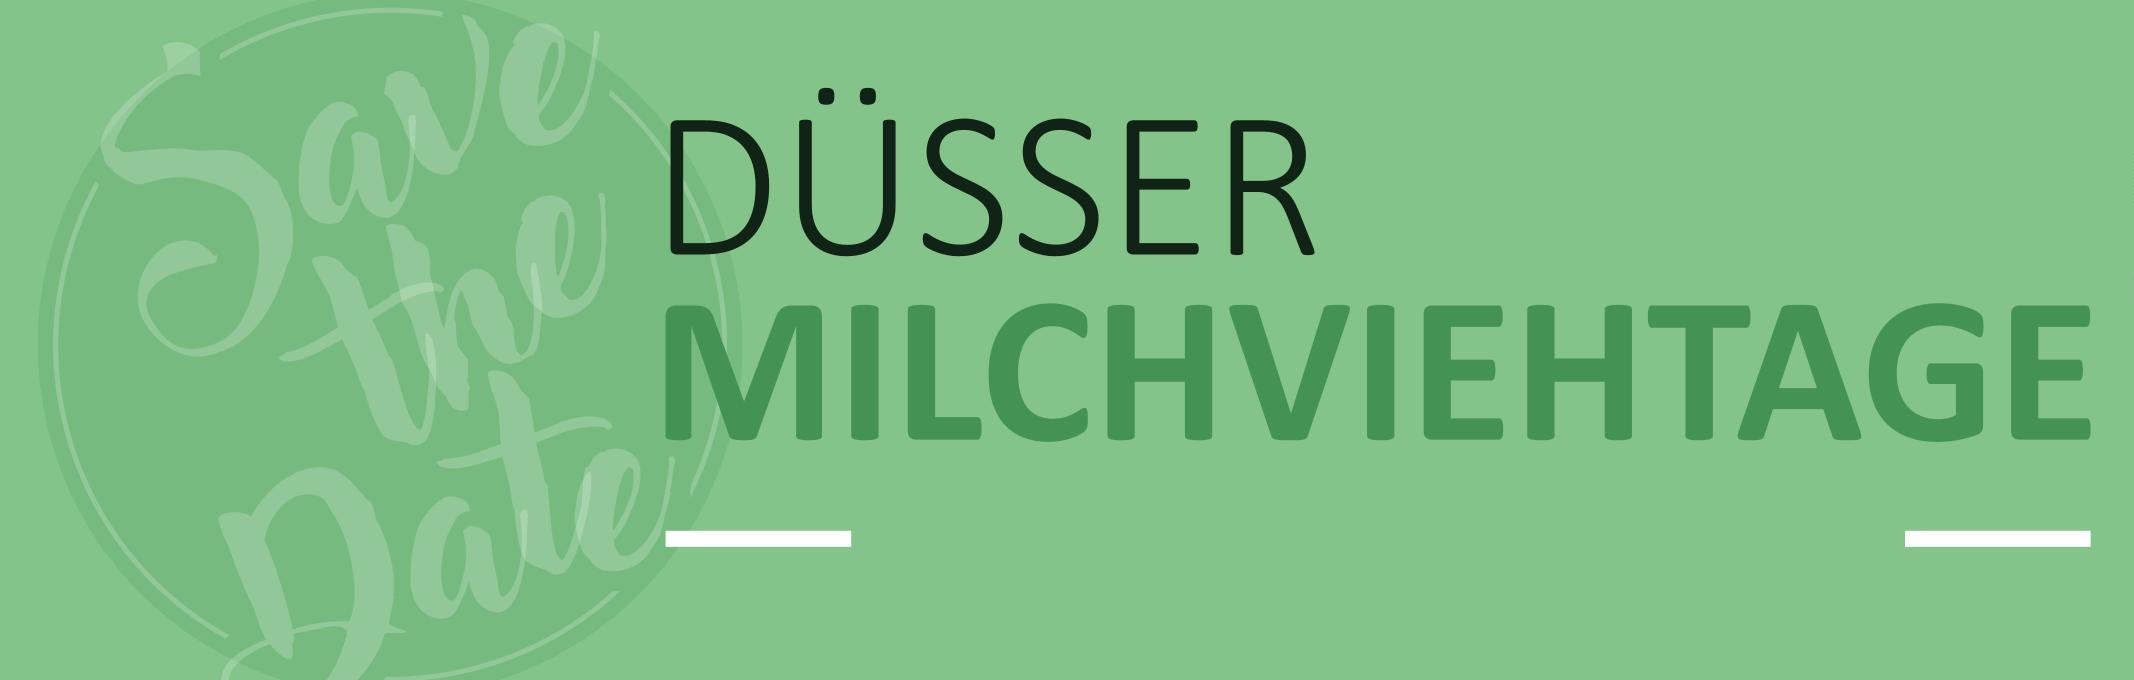 Save
the
Date
DÜSSER
MILCHVIEHTAGE